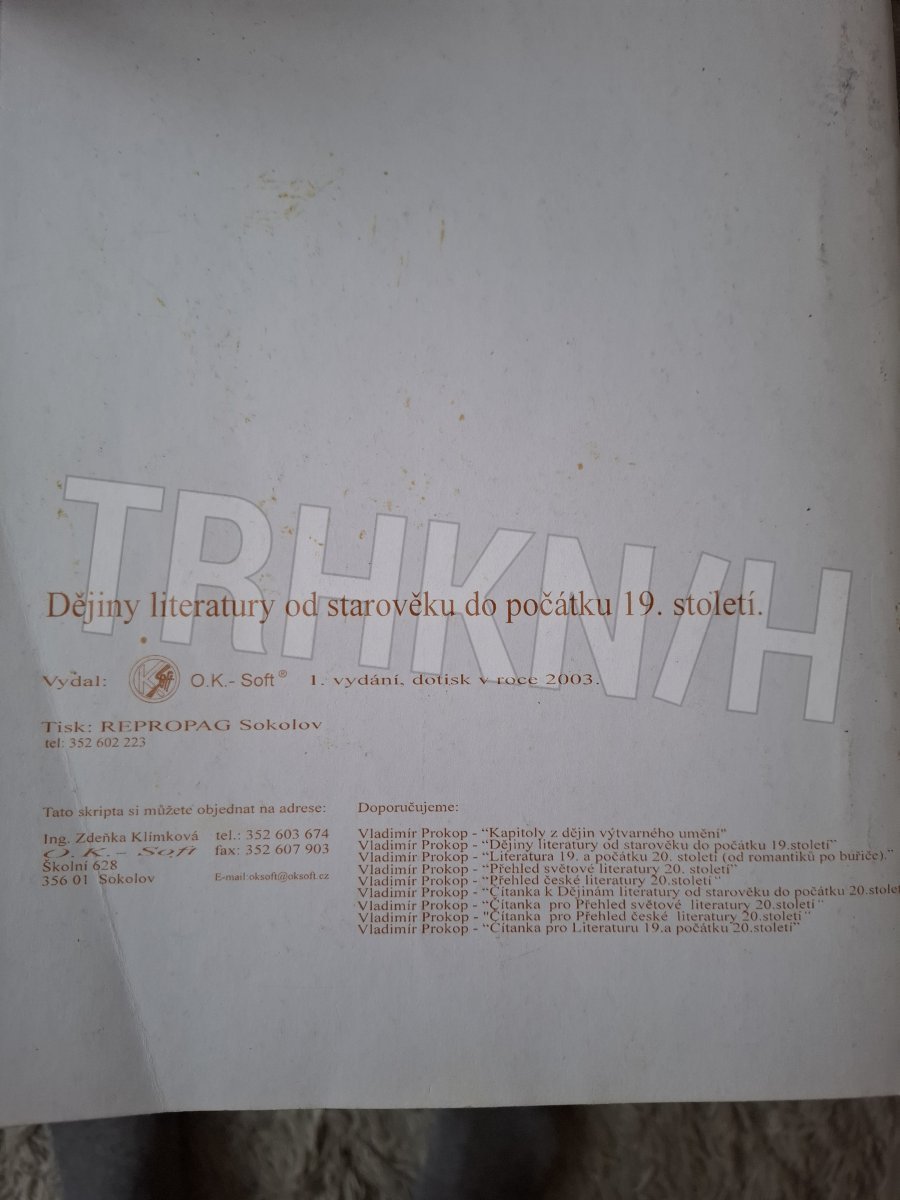 TRHKN/H
Dějiny literatury od starověku do počátku 19. století.
Vydal: O.K.- Soft ® 1. vydání, dotisk v roce 2003.
Tisk: REPROPAG Sokolov
tel: 352 602 223
Tato skripta si můžete objednat na adrese:
Ing. Zdeňka Klímková tel.: 352 603 674
O. K. - Soft fax: 352 607 903
Školní 628
356 01 Sokolov E-mail:oksoft@oksoft.cz
Doporučujeme:
Vladimír Prokop - “Kapitoly z dějin výtvarného umění”
Vladimír Prokop - “Dějiny literatury od starověku do počátku 19.století”
Vladimír Prokop - “Literatura 19. a počátku 20. století (od romantiků po buřiče).”
Vladimír Prokop - “Přehled světové literatury 20. století”
Vladimír Prokop - “Přehled české literatury 20.století “
Vladimír Prokop - “Čítanka k Dějinám literatury od starověku do počátku 20.stolet
Vladimír Prokop - “Čítanka pro Přehled světové literatury 20.století “
Vladimír Prokop - "Čítanka pro Přehled české literatury 20.století “
Vladimír Prokop - “Čítanka pro Literaturu 19.a počátku 20.století”